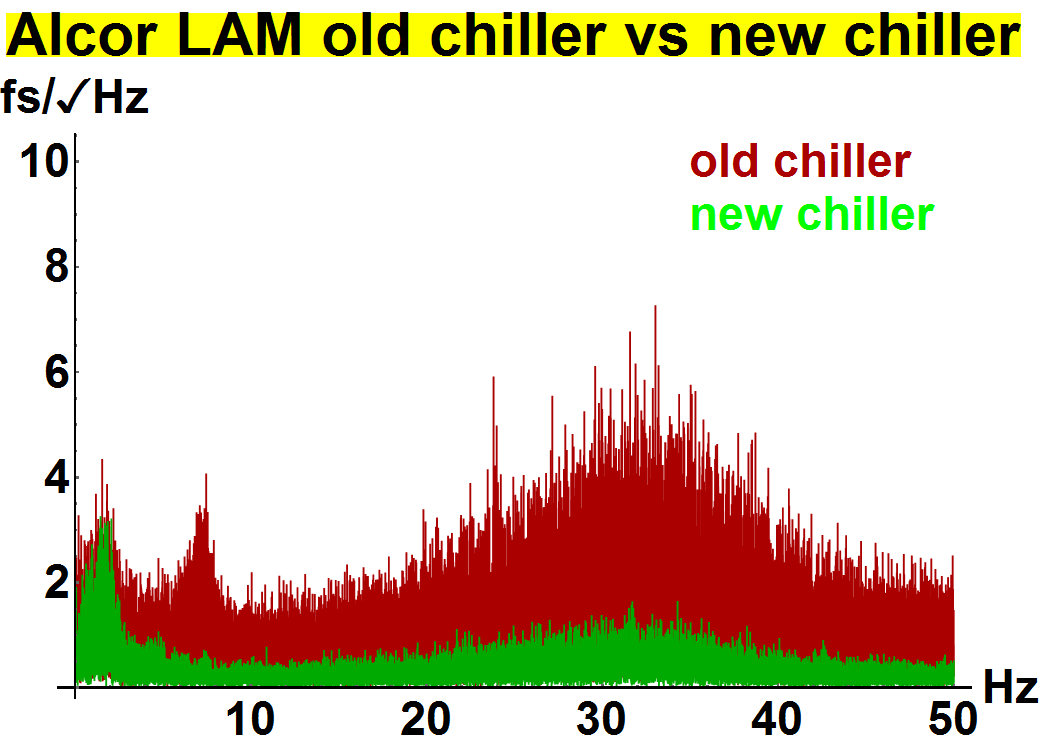 Alcor LAM old chiller vs new chiller
fs/✓Hz
10
old chiller
new chiller
8
6
4
2
Hz
10 20 30 40 50